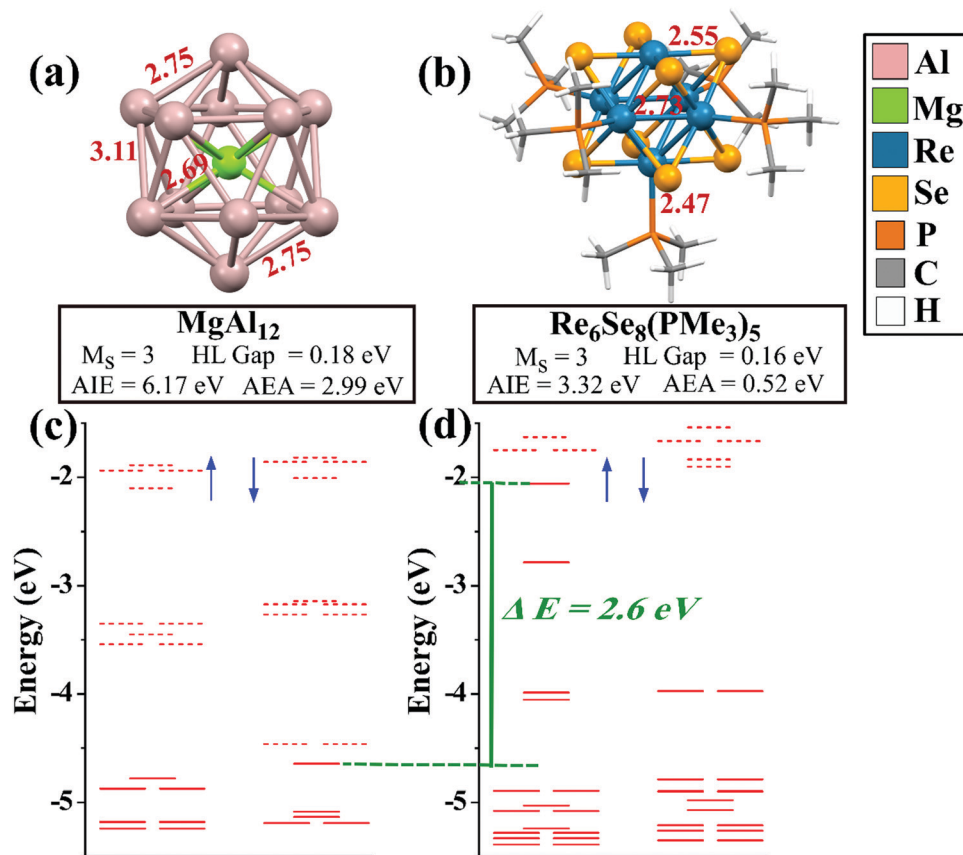 (a)
2.75
3.11
2.69
2.75
(b)
2.55
2.73
2.47
Al
Mg
Re
Se
P
C
H
MgAl₁₂
M_S = 3 HL Gap = 0.18 eV
AIE = 6.17 eV AEA = 2.99 eV
Re₆Se₈(PMe₃)₅
M_S = 3 HL Gap = 0.16 eV
AIE = 3.32 eV AEA = 0.52 eV
(c)
Energy (eV)
-2
-3
-4
-5
(d)
Energy (eV)
-2
-3
-4
-5
Δ E = 2.6 eV